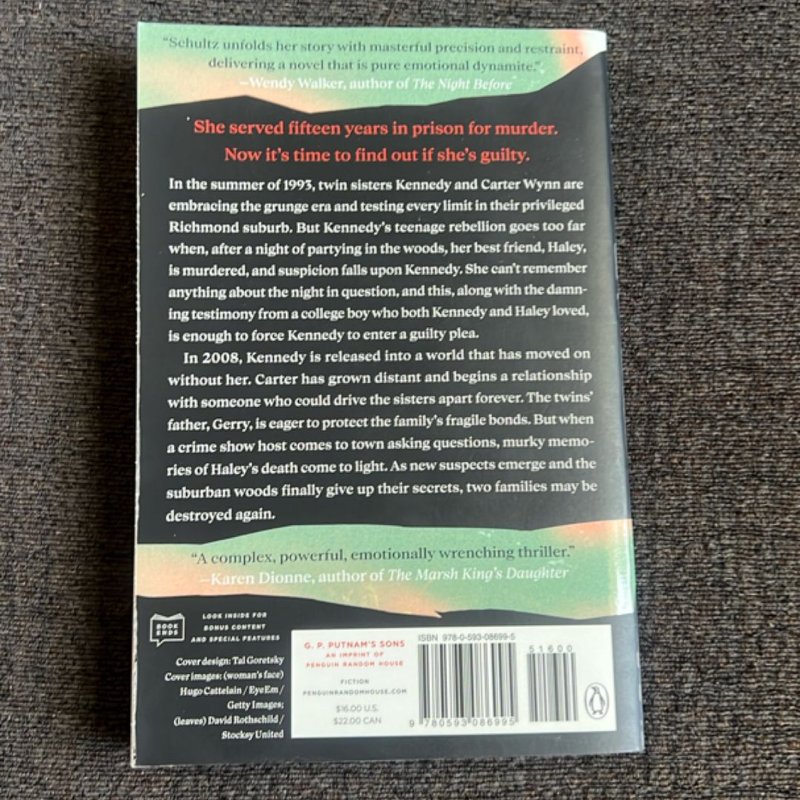 “Schultz unfolds her story with masterful precision and restraint,
delivering a novel that is pure emotional dynamite.”
—Wendy Walker, author of The Night Before
She served fifteen years in prison for murder.
Now it’s time to find out if she’s guilty.
In the summer of 1993, twin sisters Kennedy and Carter Wynn are
embracing the grunge era and testing every limit in their privileged
Richmond suburb. But Kennedy’s teenage rebellion goes too far
when, after a night of partying in the woods, her best friend, Haley,
is murdered, and suspicion falls upon Kennedy. She can’t remember
anything about the night in question, and this, along with the damn-
ing testimony from a college boy who both Kennedy and Haley loved,
is enough to force Kennedy to enter a guilty plea.
In 2008, Kennedy is released into a world that has moved on
without her. Carter has grown distant and begins a relationship
with someone who could drive the sisters apart forever. The twins’
father, Gerry, is eager to protect the family’s fragile bonds. But when
a crime show host comes to town asking questions, murky memo-
ries of Haley’s death come to light. As new suspects emerge and the
suburban woods finally give up their secrets, two families may be
destroyed again.
“A complex, powerful, emotionally wrenching thriller.”
—Karen Dionne, author of The Marsh King’s Daughter
BOOK
ENDS
LOOK INSIDE FOR
BONUS CONTENT
AND SPECIAL FEATURES
Cover design: Tal Goretsky
Cover images: (woman’s face)
Hugo Cattelain / EyeEm /
Getty Images;
(leaves) David Rothschild /
Stocksy United
G. P. PUTNAM’S SONS
AN IMPRINT OF
PENGUIN RANDOM HOUSE
FICTION
PENGUINRANDOMHOUSE.COM
$16.00 U.S.
$22.00 CAN
ISBN 978-0-593-08699-5
51600
9 780593 086995